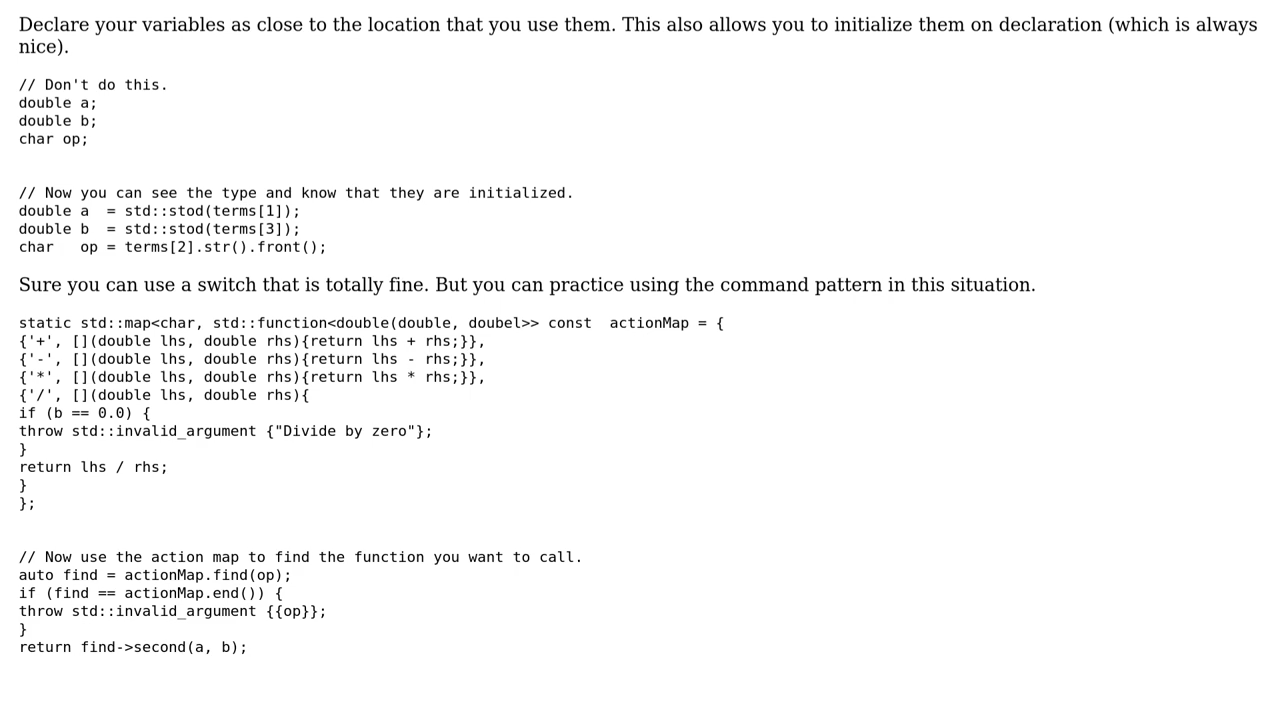 Declare your variables as close to the location that you use them. This also allows you to initialize them on declaration (which is always
nice).
// Don't do this.
double a;
double b;
char op;
// Now you can see the type and know that they are initialized.
double a  = std::stod(terms[1]);
double b  = std::stod(terms[3]);
char   op = terms[2].str().front();
Sure you can use a switch that is totally fine. But you can practice using the command pattern in this situation.
static std::map<char, std::function<double(double, doubel>> const  actionMap = {
{'+', [](double lhs, double rhs){return lhs + rhs;}},
{'-', [](double lhs, double rhs){return lhs - rhs;}},
{'*', [](double lhs, double rhs){return lhs * rhs;}},
{'/', [](double lhs, double rhs){
if (b == 0.0) {
throw std::invalid_argument {"Divide by zero"};
}
return lhs / rhs;
}
};
// Now use the action map to find the function you want to call.
auto find = actionMap.find(op);
if (find == actionMap.end()) {
throw std::invalid_argument {{op}};
}
return find->second(a, b);